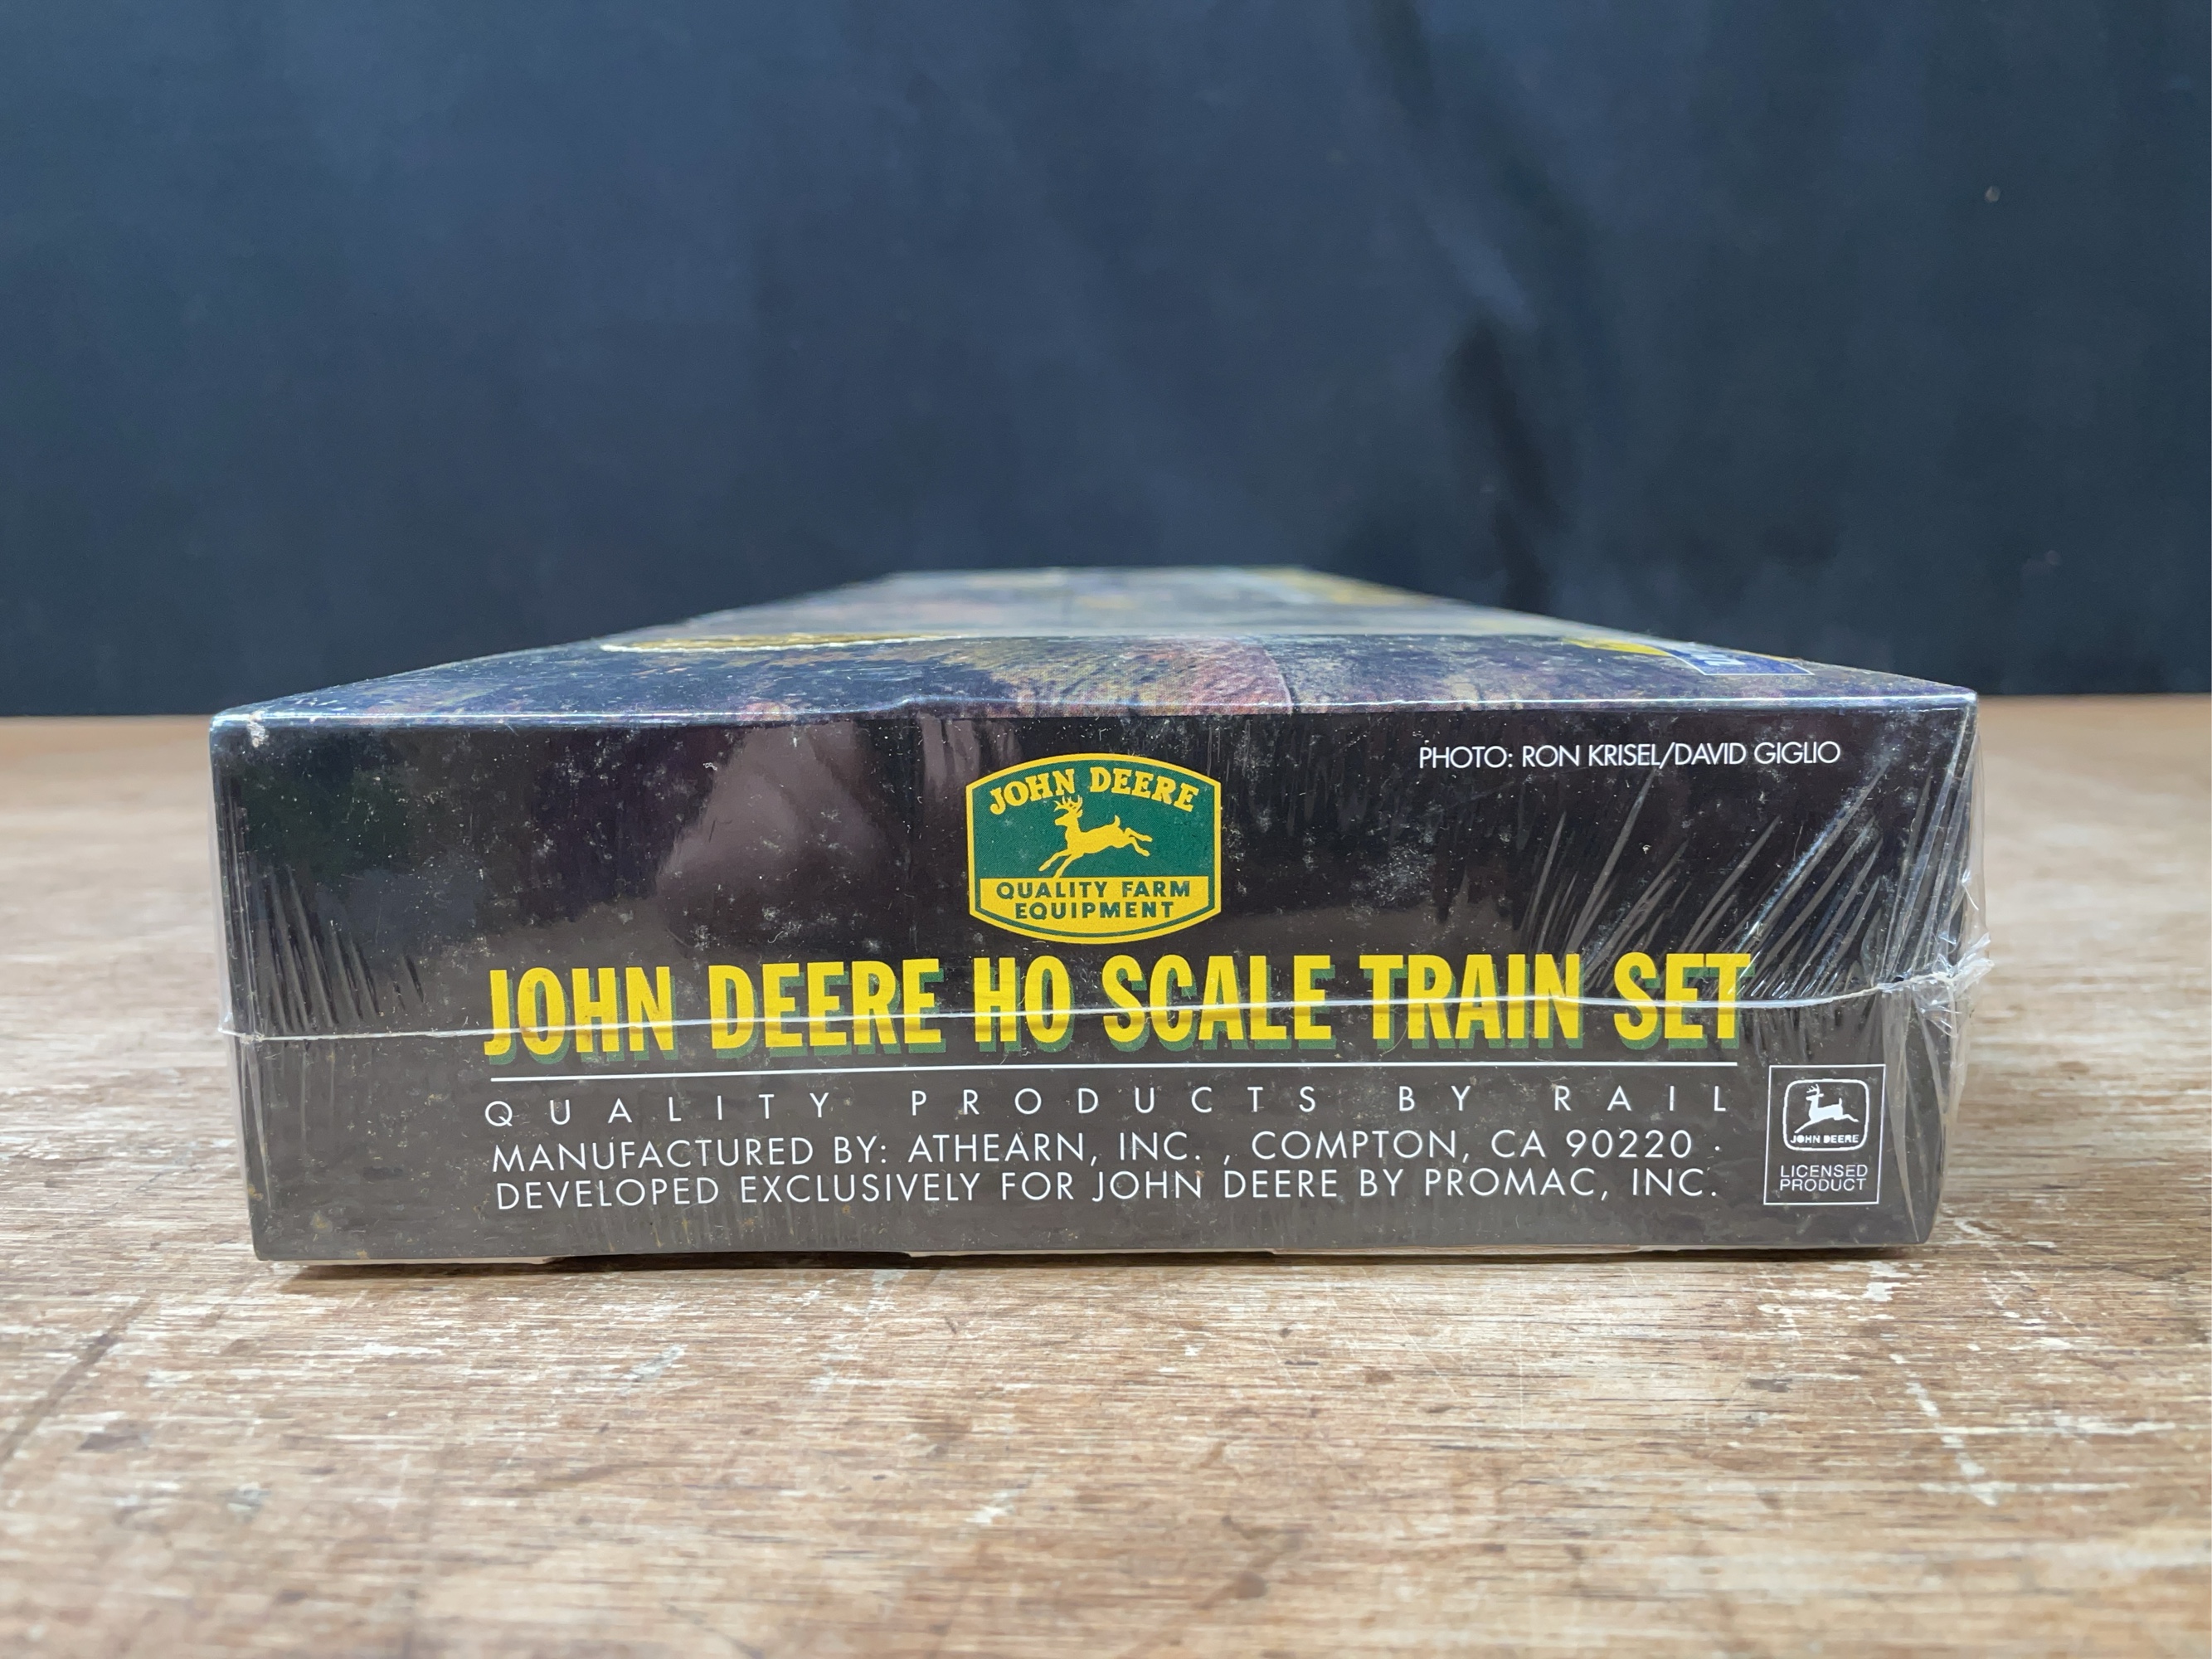 PHOTO: RON KRISEL/DAVID GIGLIO
JOHN DEERE
QUALITY FARM
EQUIPMENT
JOHN DEERE HO SCALE TRAIN SET
QUALITY PRODUCTS BY RAIL
MANUFACTURED BY: ATHEARN, INC. , COMPTON, CA 90220 ·
DEVELOPED EXCLUSIVELY FOR JOHN DEERE BY PROMAC, INC.
JOHN DEERE
LICENSED
PRODUCT